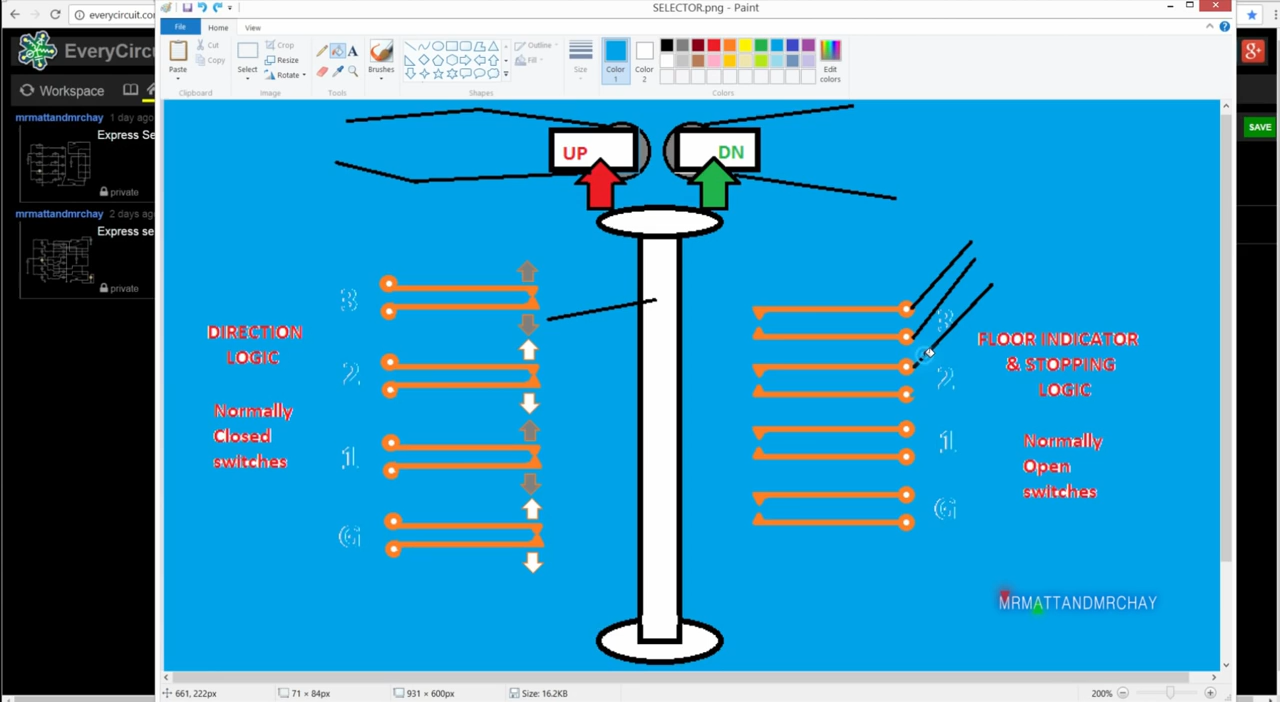 SELECTOR.png - Paint
everycircuit.co
EveryCircu
Workspace
mrmattandmrchay 1 day ago
Express Se
private
mrmattandmrchay 2 days ago
Express se
private
File Home View
Paste
Cut
Copy
Clipboard
Select
Crop
Resize
Rotate
Image
A
Tools
Brushes
Outline
Fill
Shapes
Size
Color
1
Color
2
Edit
colors
Colors
SAVE
UP
DN
DIRECTION
LOGIC
Normally
Closed
switches
3
2
1
G
3
2
1
G
FLOOR INDICATOR
& STOPPING
LOGIC
Normally
Open
switches
MRMATTANDMRCHAY
661, 222px
71 × 84px
931 × 600px
Size: 16.2KB
200%